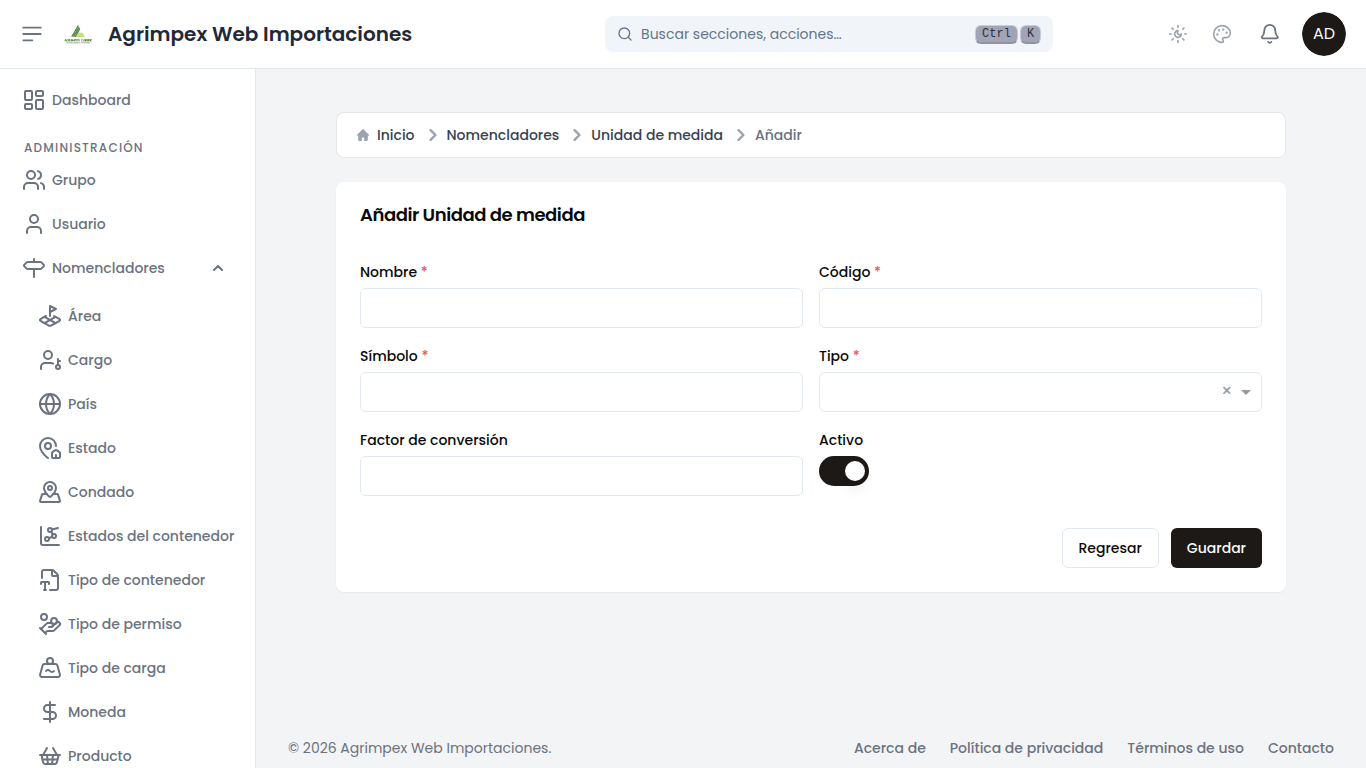 Agrimpex Web Importaciones
Buscar secciones, acciones…
Ctrl K
AD
Dashboard
ADMINISTRACIÓN
Grupo
Usuario
Nomencladores
Área
Cargo
País
Estado
Condado
Estados del contenedor
Tipo de contenedor
Tipo de permiso
Tipo de carga
Moneda
Producto
Inicio
Nomencladores
Unidad de medida
Añadir
Añadir Unidad de medida
Nombre *
Código *
Símbolo *
Tipo *
×
Factor de conversión
Activo
Regresar
Guardar
© 2026 Agrimpex Web Importaciones.
Acerca de
Política de privacidad
Términos de uso
Contacto